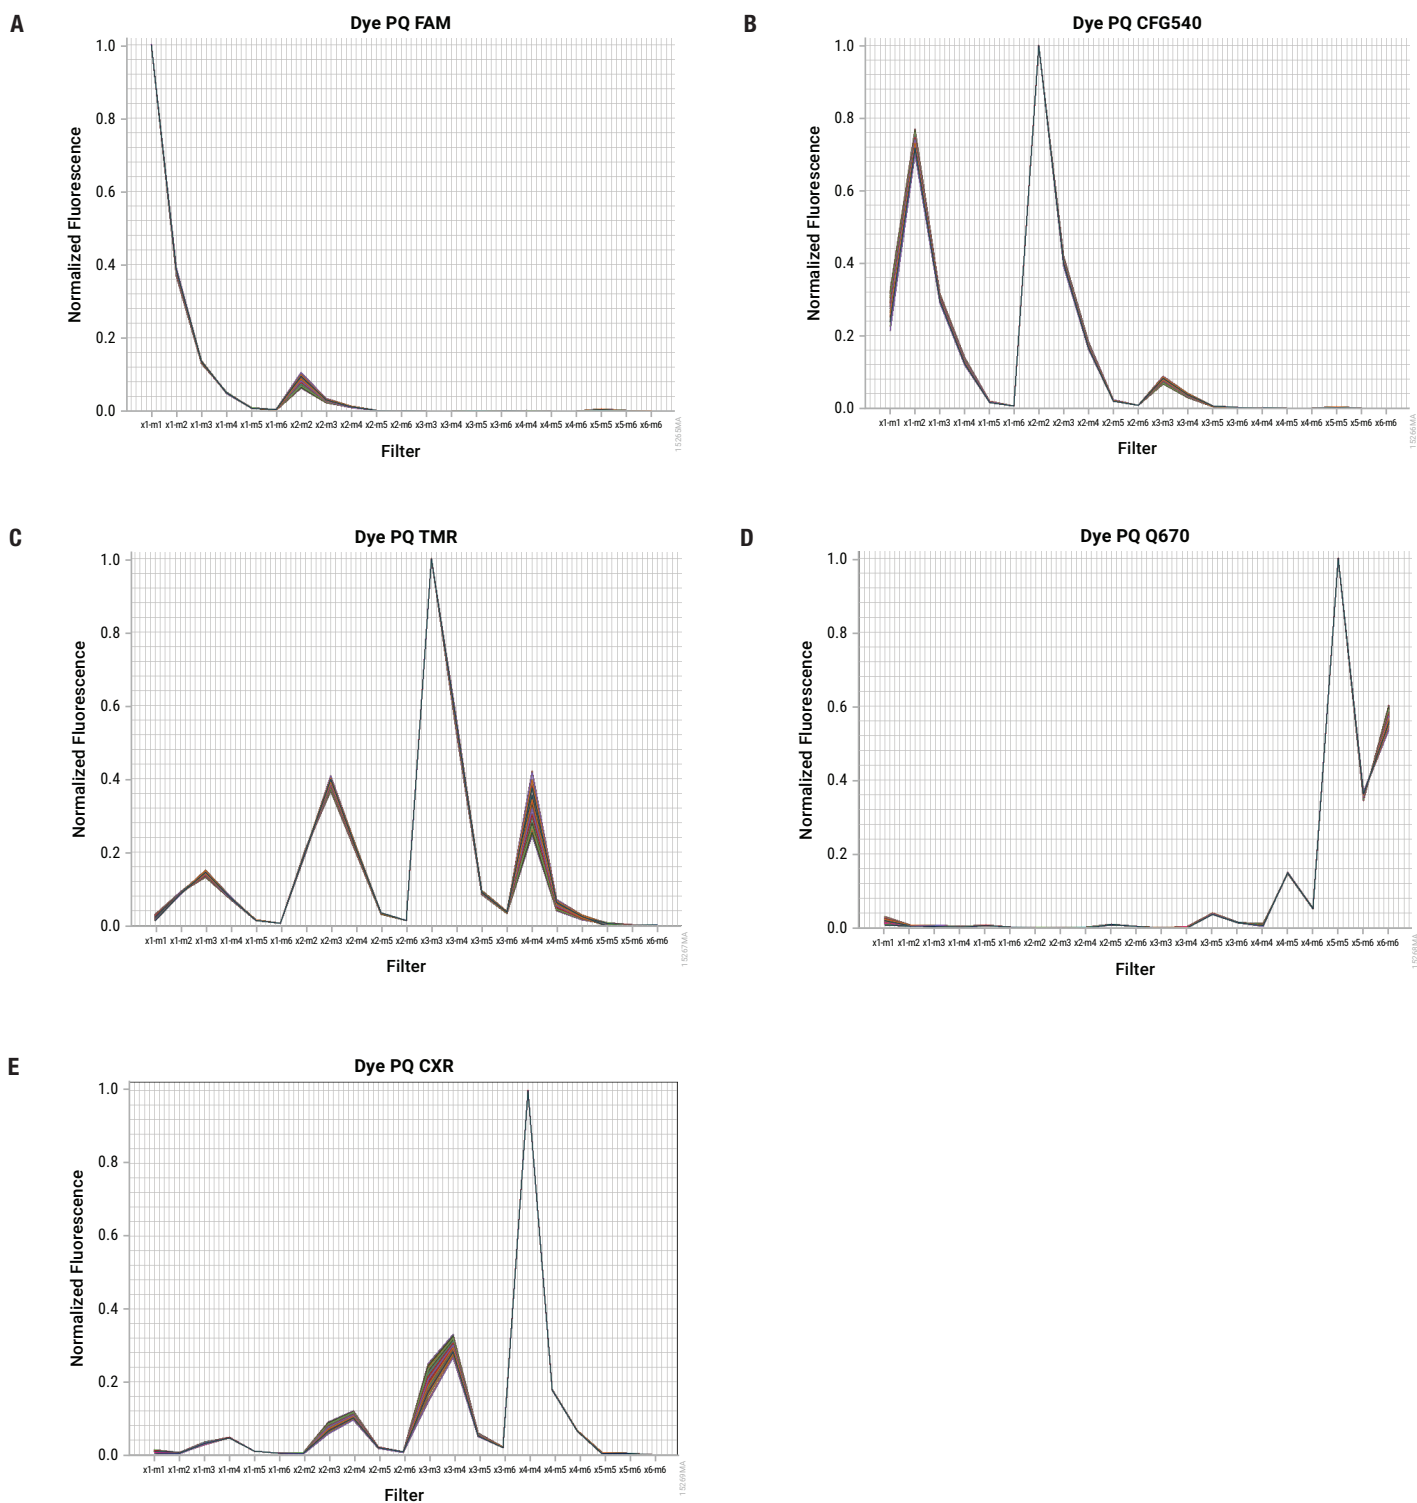 A
Dye PQ FAM
Normalized Fluorescence
1.0
0.8
0.6
0.4
0.2
0.0
x1-m1 x1-m2 x1-m3 x1-m4 x1-m5 x1-m6 x2-m2 x2-m3 x2-m4 x2-m5 x2-m6 x3-m3 x3-m4 x3-m5 x3-m6 x4-m4 x4-m5 x4-m6 x5-m5 x5-m6 x6-m6
Filter
15265MA
B
Dye PQ CFG540
Normalized Fluorescence
1.0
0.8
0.6
0.4
0.2
0.0
x1-m1 x1-m2 x1-m3 x1-m4 x1-m5 x1-m6 x2-m2 x2-m3 x2-m4 x2-m5 x2-m6 x3-m3 x3-m4 x3-m5 x3-m6 x4-m4 x4-m5 x4-m6 x5-m5 x5-m6 x6-m6
Filter
15266MA
C
Dye PQ TMR
Normalized Fluorescence
1.0
0.8
0.6
0.4
0.2
0.0
x1-m1 x1-m2 x1-m3 x1-m4 x1-m5 x1-m6 x2-m2 x2-m3 x2-m4 x2-m5 x2-m6 x3-m3 x3-m4 x3-m5 x3-m6 x4-m4 x4-m5 x4-m6 x5-m5 x5-m6 x6-m6
Filter
15267MA
D
Dye PQ Q670
Normalized Fluorescence
1.0
0.8
0.6
0.4
0.2
0.0
x1-m1 x1-m2 x1-m3 x1-m4 x1-m5 x1-m6 x2-m2 x2-m3 x2-m4 x2-m5 x2-m6 x3-m3 x3-m4 x3-m5 x3-m6 x4-m4 x4-m5 x4-m6 x5-m5 x5-m6 x6-m6
Filter
15268MA
E
Dye PQ CXR
Normalized Fluorescence
1.0
0.8
0.6
0.4
0.2
0.0
x1-m1 x1-m2 x1-m3 x1-m4 x1-m5 x1-m6 x2-m2 x2-m3 x2-m4 x2-m5 x2-m6 x3-m3 x3-m4 x3-m5 x3-m6 x4-m4 x4-m5 x4-m6 x5-m5 x5-m6 x6-m6
Filter
15269MA